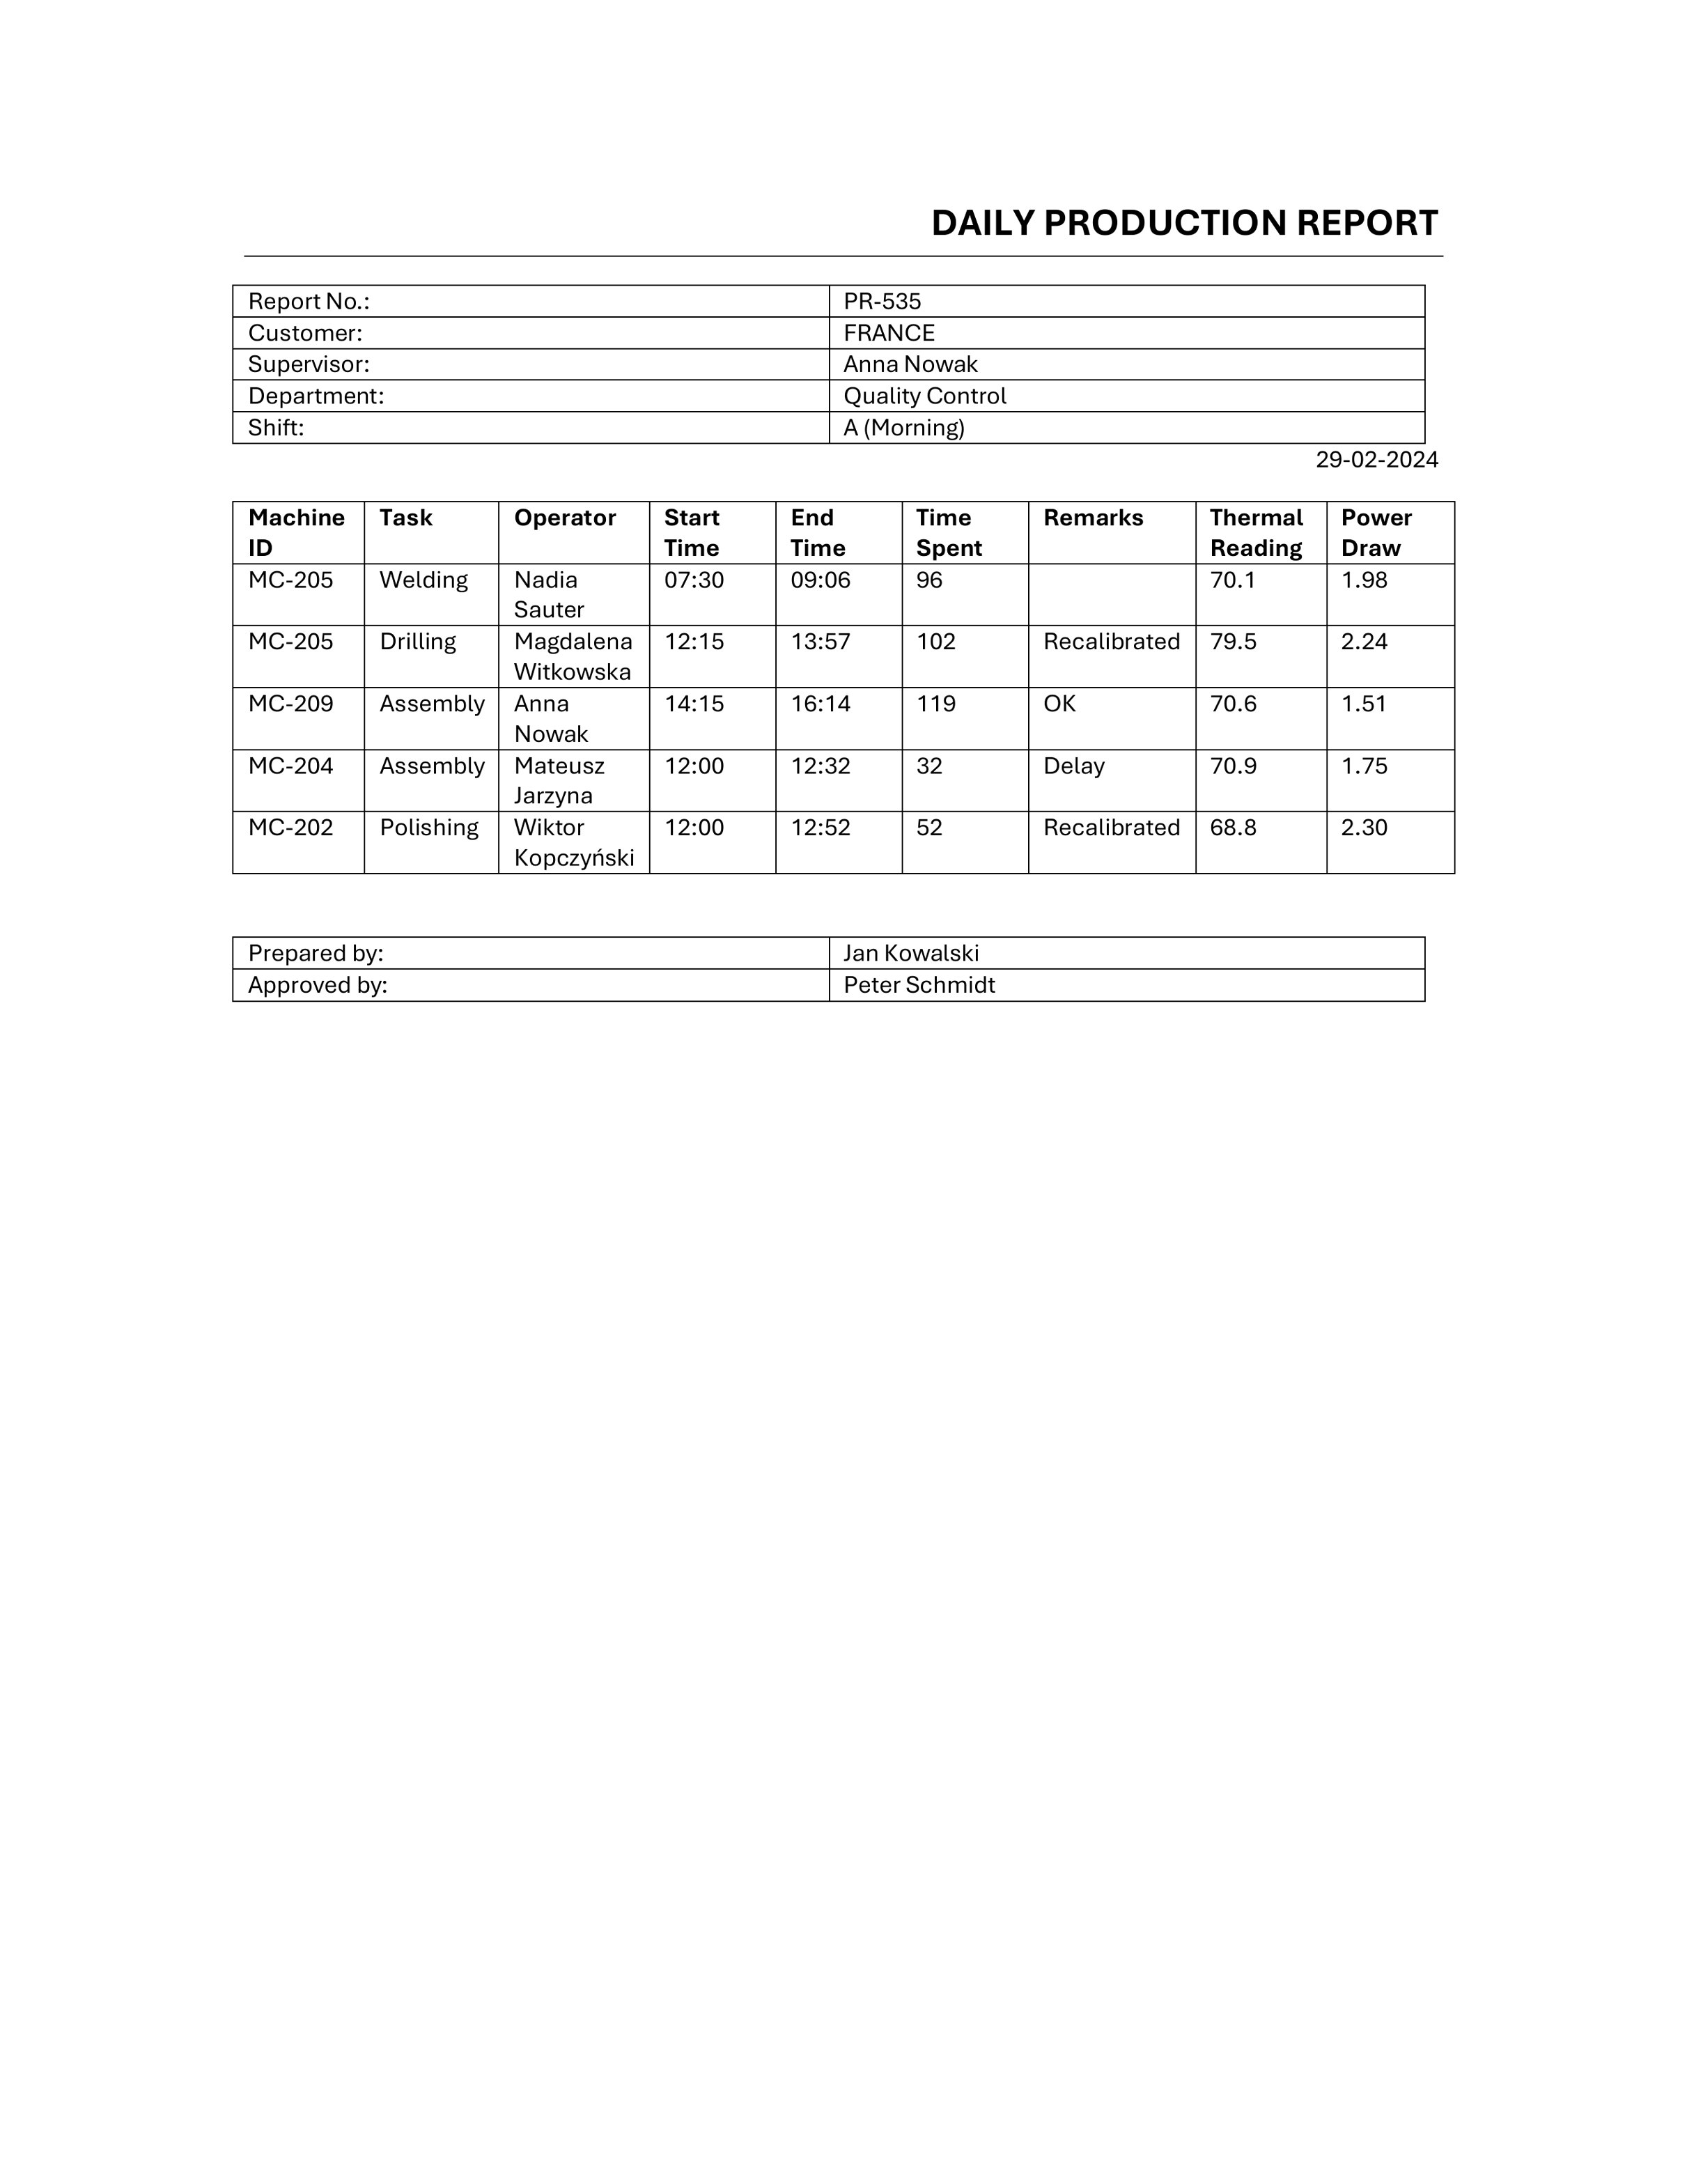 DAILY PRODUCTION REPORT
Report No.: PR-535
Customer: FRANCE
Supervisor: Anna Nowak
Department: Quality Control
Shift: A (Morning)
29-02-2024
Machine ID Task Operator Start Time End Time Time Spent Remarks Thermal Reading Power Draw
MC-205 Welding Nadia Sauter 07:30 09:06 96 70.1 1.98
MC-205 Drilling Magdalena Witkowska 12:15 13:57 102 Recalibrated 79.5 2.24
MC-209 Assembly Anna Nowak 14:15 16:14 119 OK 70.6 1.51
MC-204 Assembly Mateusz Jarzyna 12:00 12:32 32 Delay 70.9 1.75
MC-202 Polishing Wiktor Kopczyński 12:00 12:52 52 Recalibrated 68.8 2.30
Prepared by: Jan Kowalski
Approved by: Peter Schmidt